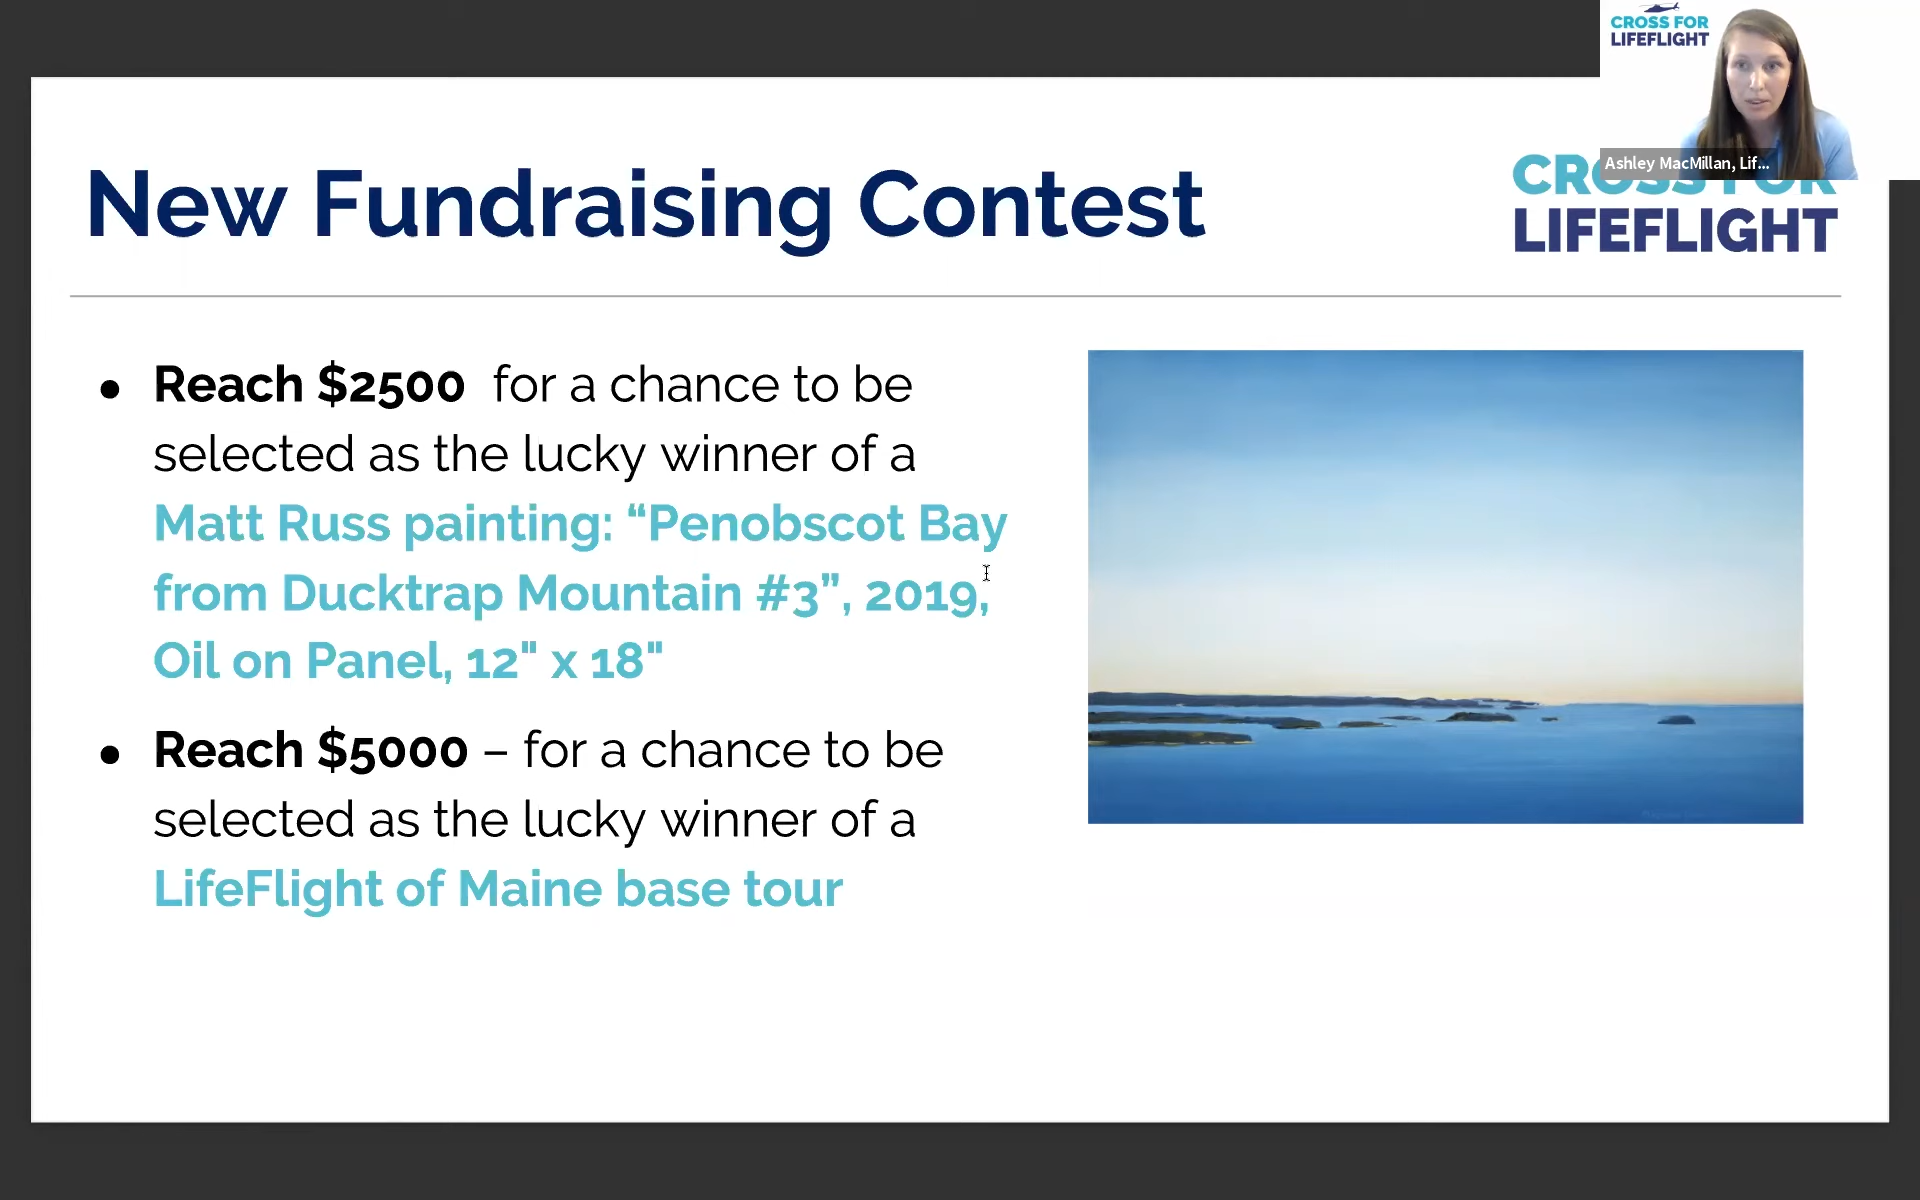 CROSS FOR
LIFEFLIGHT
Ashley MacMillan, Lif...
New Fundraising Contest
CROSS FOR
LIFEFLIGHT
• Reach $2500 for a chance to be
selected as the lucky winner of a
Matt Russ painting: “Penobscot Bay
from Ducktrap Mountain #3”, 2019,
Oil on Panel, 12" x 18"
• Reach $5000 – for a chance to be
selected as the lucky winner of a
LifeFlight of Maine base tour